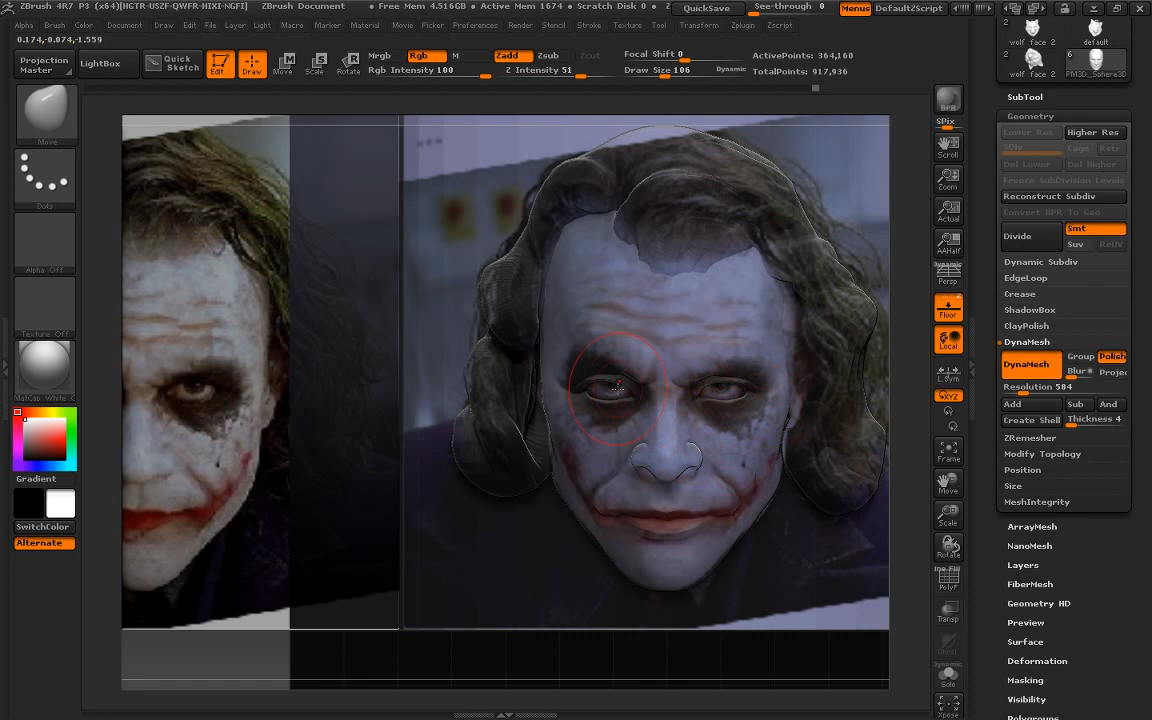 ZBrush 4R7 P3 (x64)[HGTR-USZF-QWFR-HIXI-NGFI] ZBrush Document • Free Mem 4.516GB • Active Mem 1674 • Scratch Disk 0 • QuickSave See-through 0 Menus DefaultZScript
Alpha Brush Color Document Draw Edit File Layer Light Macro Marker Material Movie Picker Preferences Render Stencil Stroke Texture Tool Transform Zplugin Zscript
0.174,-0.074,-1.559
Projection Master
LightBox
Quick Sketch
Edit
Draw
Move
Scale
Rotate
Mrgb Rgb M
Rgb Intensity 100
Zadd Zsub Zcut
Z Intensity 51
Focal Shift 0
Draw Size 106 Dynamic
ActivePoints: 364,160
TotalPoints: 917,936
Move
Dots
Alpha Off
Texture Off
MatCap White C
Gradient
SwitchColor
Alternate
BPR
SPix
Scroll
Zoom
Actual
AAHalf
Dynamic
Persp
Floor
Local
L.Sym
XYZ
Frame
Move
Scale
Rotate
Line Fill
PolyF
Transp
Ghost
Dynamic
Solo
Xpose
wolf face 2 default
2 6
wolf face 2 PM3D_Sphere3D
SubTool
Geometry
Lower Res Higher Res
SDiv Cage Rstr
Del Lower Del Higher
Freeze SubDivision Levels
Reconstruct Subdiv
Convert BPR To Geo
Divide Smt
Suv ReUV
Dynamic Subdiv
EdgeLoop
Crease
ShadowBox
ClayPolish
DynaMesh
DynaMesh Group Polish
Blur Projec
Resolution 584
Add Sub And
Create Shell Thickness 4
ZRemesher
Modify Topology
Position
Size
MeshIntegrity
ArrayMesh
NanoMesh
Layers
FiberMesh
Geometry HD
Preview
Surface
Deformation
Masking
Visibility
Polygroups